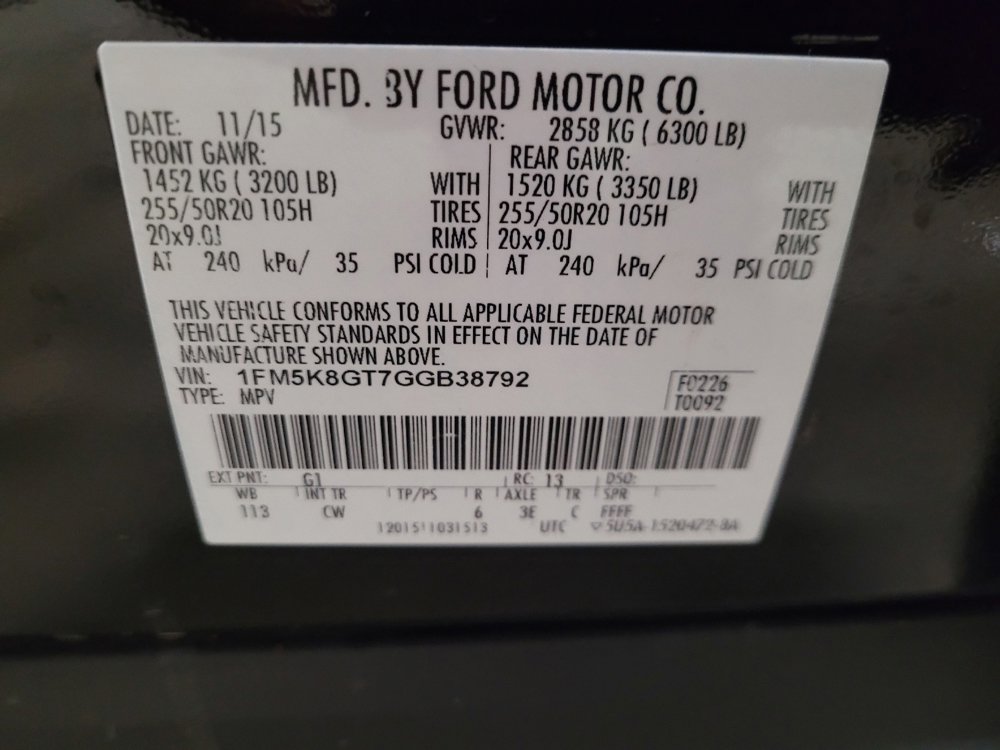 MFD. BY FORD MOTOR CO.
DATE: 11/15 GVWR: 2858 KG ( 6300 LB)
FRONT GAWR: REAR GAWR:
1452 KG ( 3200 LB) WITH 1520 KG ( 3350 LB) WITH
255/50R20 105H TIRES 255/50R20 105H TIRES
20x9.0J RIMS 20x9.0J RIMS
AT 240 kPa/ 35 PSI COLD AT 240 kPa/ 35 PSI COLD
THIS VEHICLE CONFORMS TO ALL APPLICABLE FEDERAL MOTOR
VEHICLE SAFETY STANDARDS IN EFFECT ON THE DATE OF
MANUFACTURE SHOWN ABOVE.
VIN: 1FM5K8GT7GGB38792 F0226
TYPE: MPV T0092
EXT PNT: G1 RC: 13 DSO:
WB INT TR TP/PS R AXLE TR SPR
113 CW 6 3E C FFFF
1201511031513 UTC 5U5A-1520472-BA